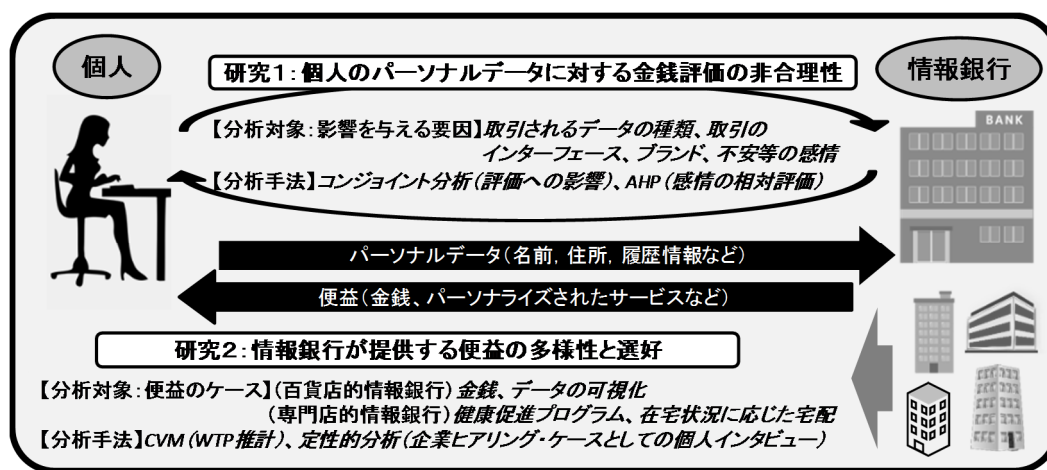 個人
研究1：個人のパーソナルデータに対する金銭評価の非合理性
情報銀行
BANK
【分析対象：影響を与える要因】取引されるデータの種類、取引の
インターフェース、ブランド、不安等の感情
【分析手法】コンジョイント分析（評価への影響）、AHP（感情の相対評価）
パーソナルデータ（名前，住所，履歴情報など）
便益（金銭、パーソナライズされたサービスなど）
研究2：情報銀行が提供する便益の多様性と選好
【分析対象：便益のケース】（百貨店的情報銀行）金銭、データの可視化
（専門店的情報銀行）健康促進プログラム、在宅状況に応じた宅配
【分析手法】CVM（WTP推計）、定性的分析（企業ヒアリング・ケースとしての個人インタビュー）